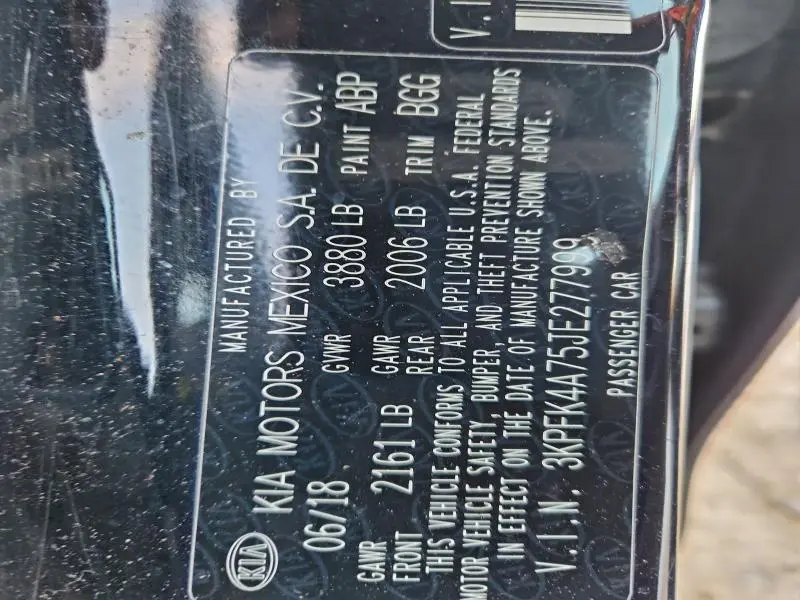 V.I
MANUFACTURED BY
KIA KIA MOTORS MEXICO S.A. DE C.V.
06/18 GVWR 3880 LB PAINT ABP
GAWR FRONT 2161 LB GAWR REAR 2006 LB TRIM BGG
THIS VEHICLE CONFORMS TO ALL APPLICABLE U.S.A. FEDERAL
MOTOR VEHICLE SAFETY, BUMPER, AND THEFT PREVENTION STANDARDS
IN EFFECT ON THE DATE OF MANUFACTURE SHOWN ABOVE.
V.I.N. 3KPFK4A75JE277989
PASSENGER CAR